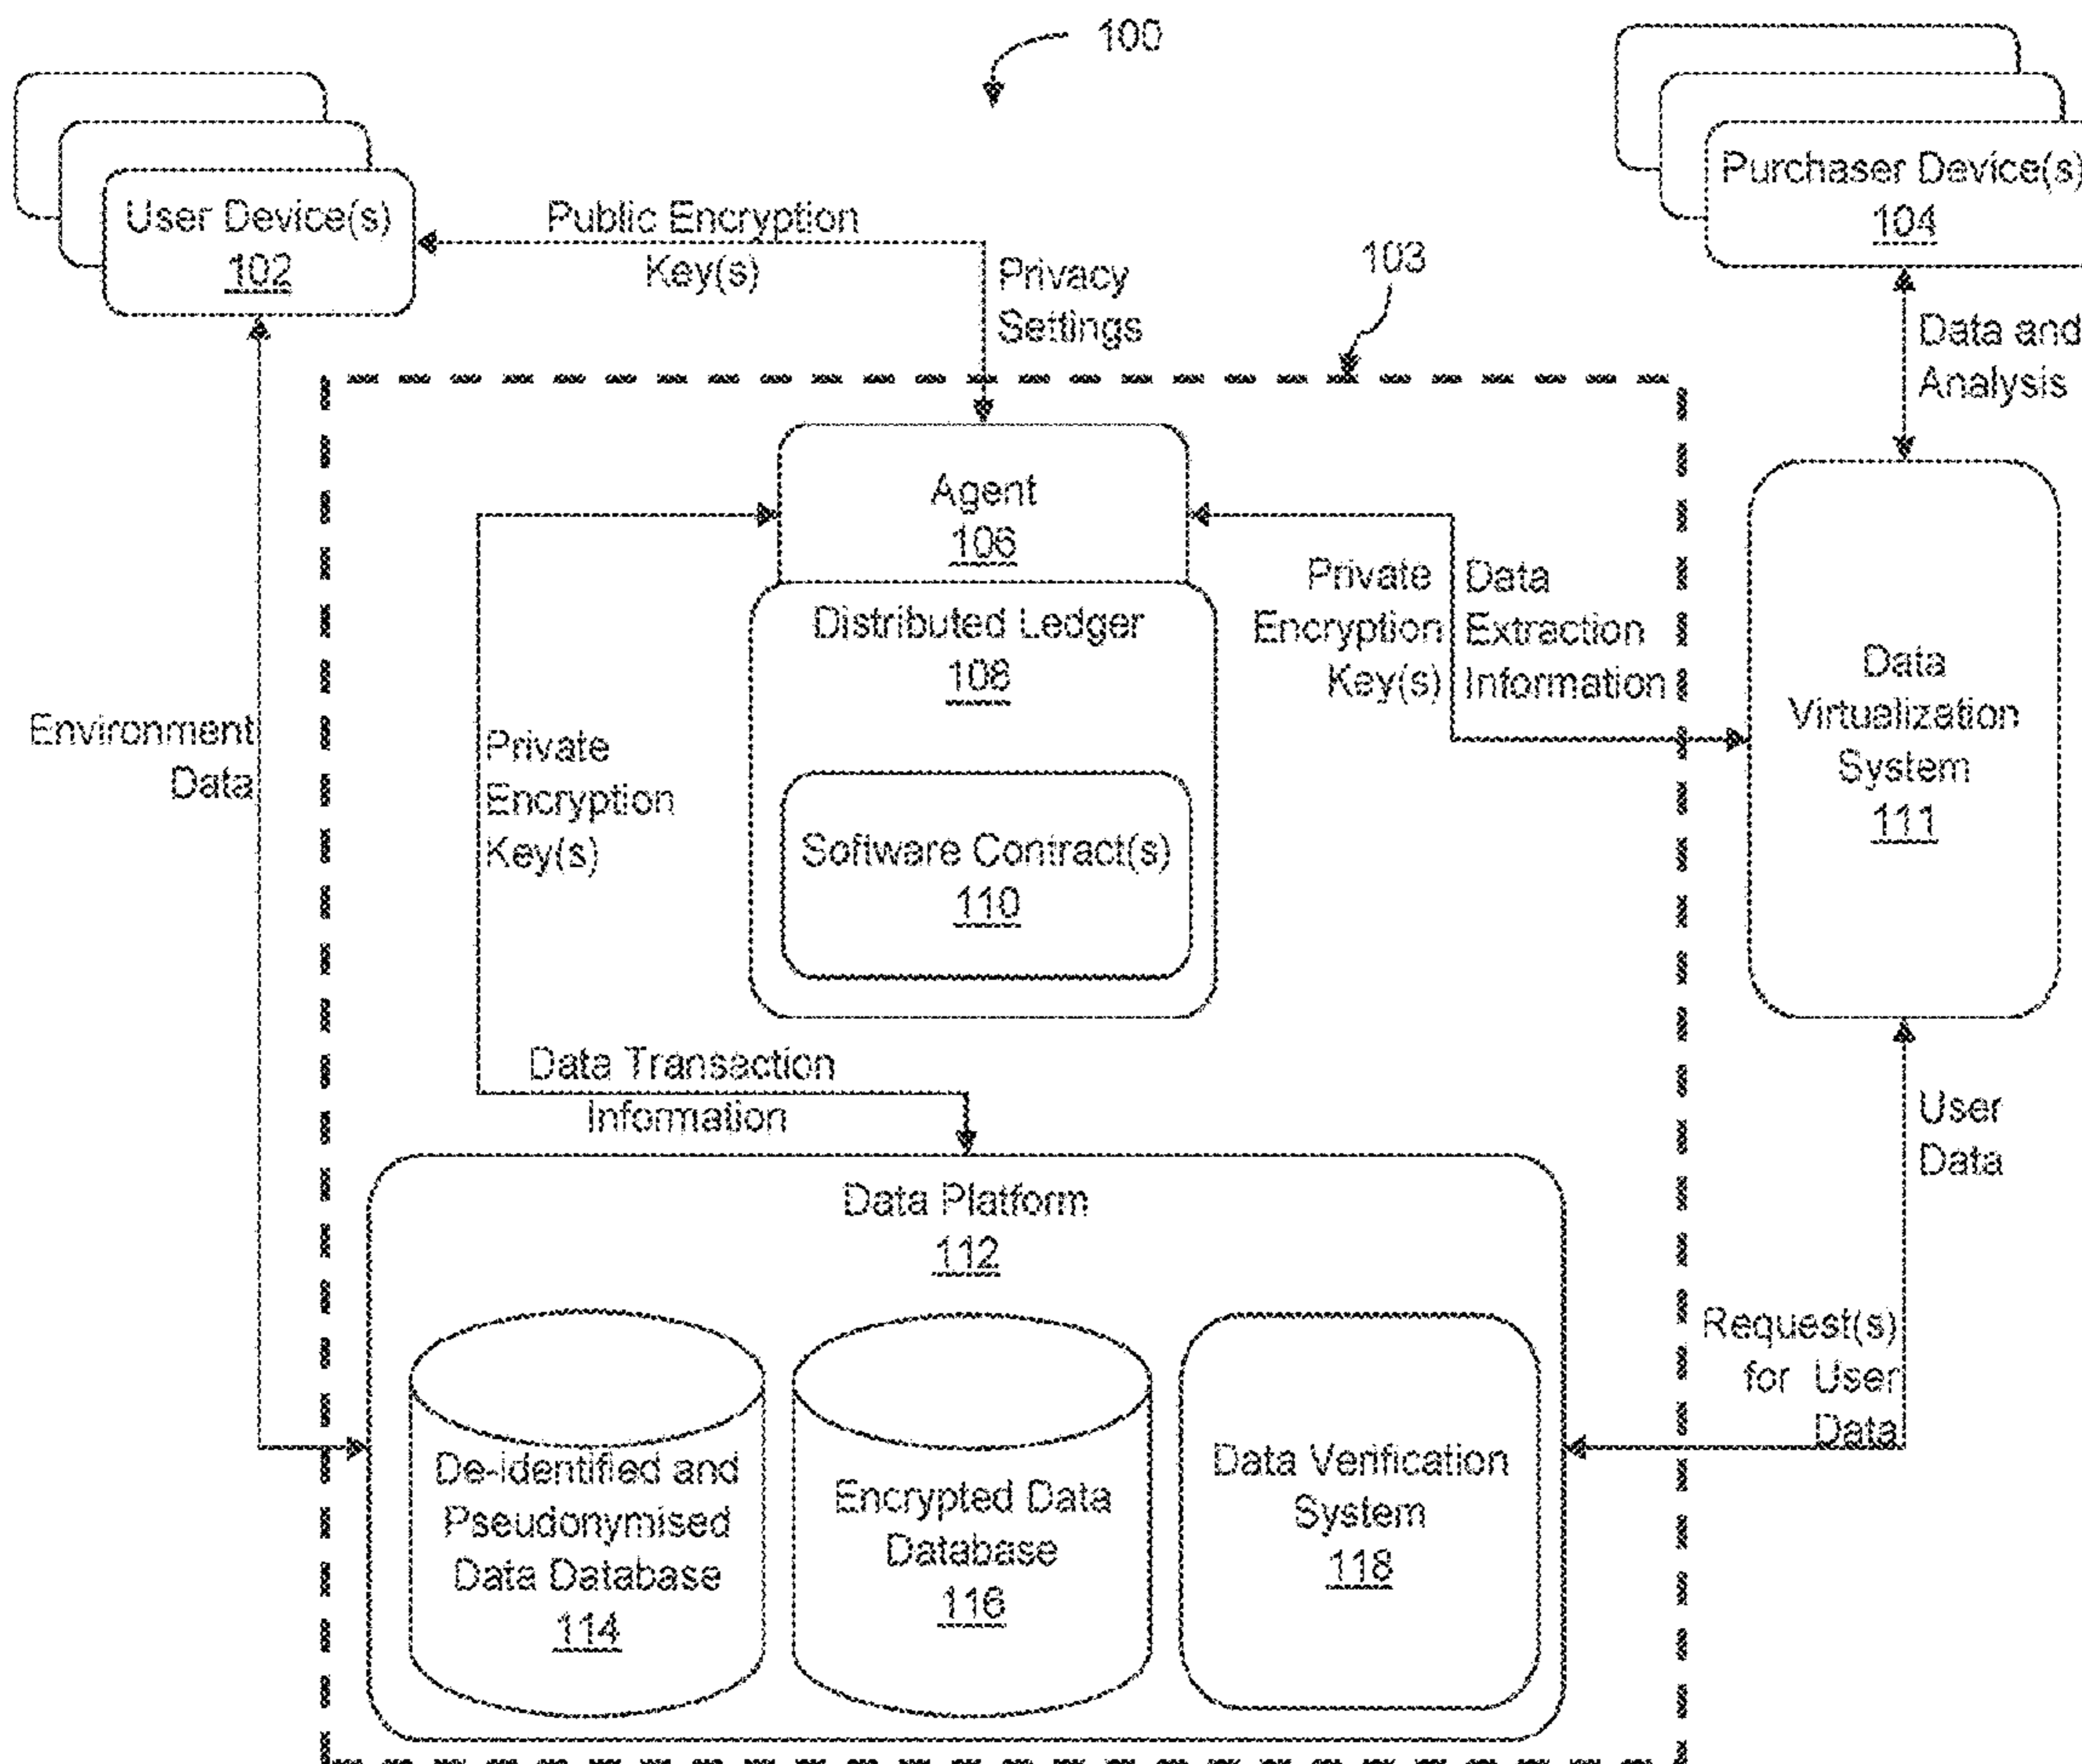 100
User Device(s)
102
Purchaser Device(s)
104
Public Encryption
Key(s)
Privacy
Settings
103
Data and
Analysis
Agent
106
Distributed Ledger
108
Software Contract(s)
110
Private
Encryption
Key(s)
Data
Extraction
Information
Data
Virtualization
System
111
Environment
Data
Private
Encryption
Key(s)
Data Transaction
Information
User
Data
Request(s)
for User
Data
Data Platform
112
De-identified and
Pseudonymised
Data Database
114
Encrypted Data
Database
116
Data Verification
System
118